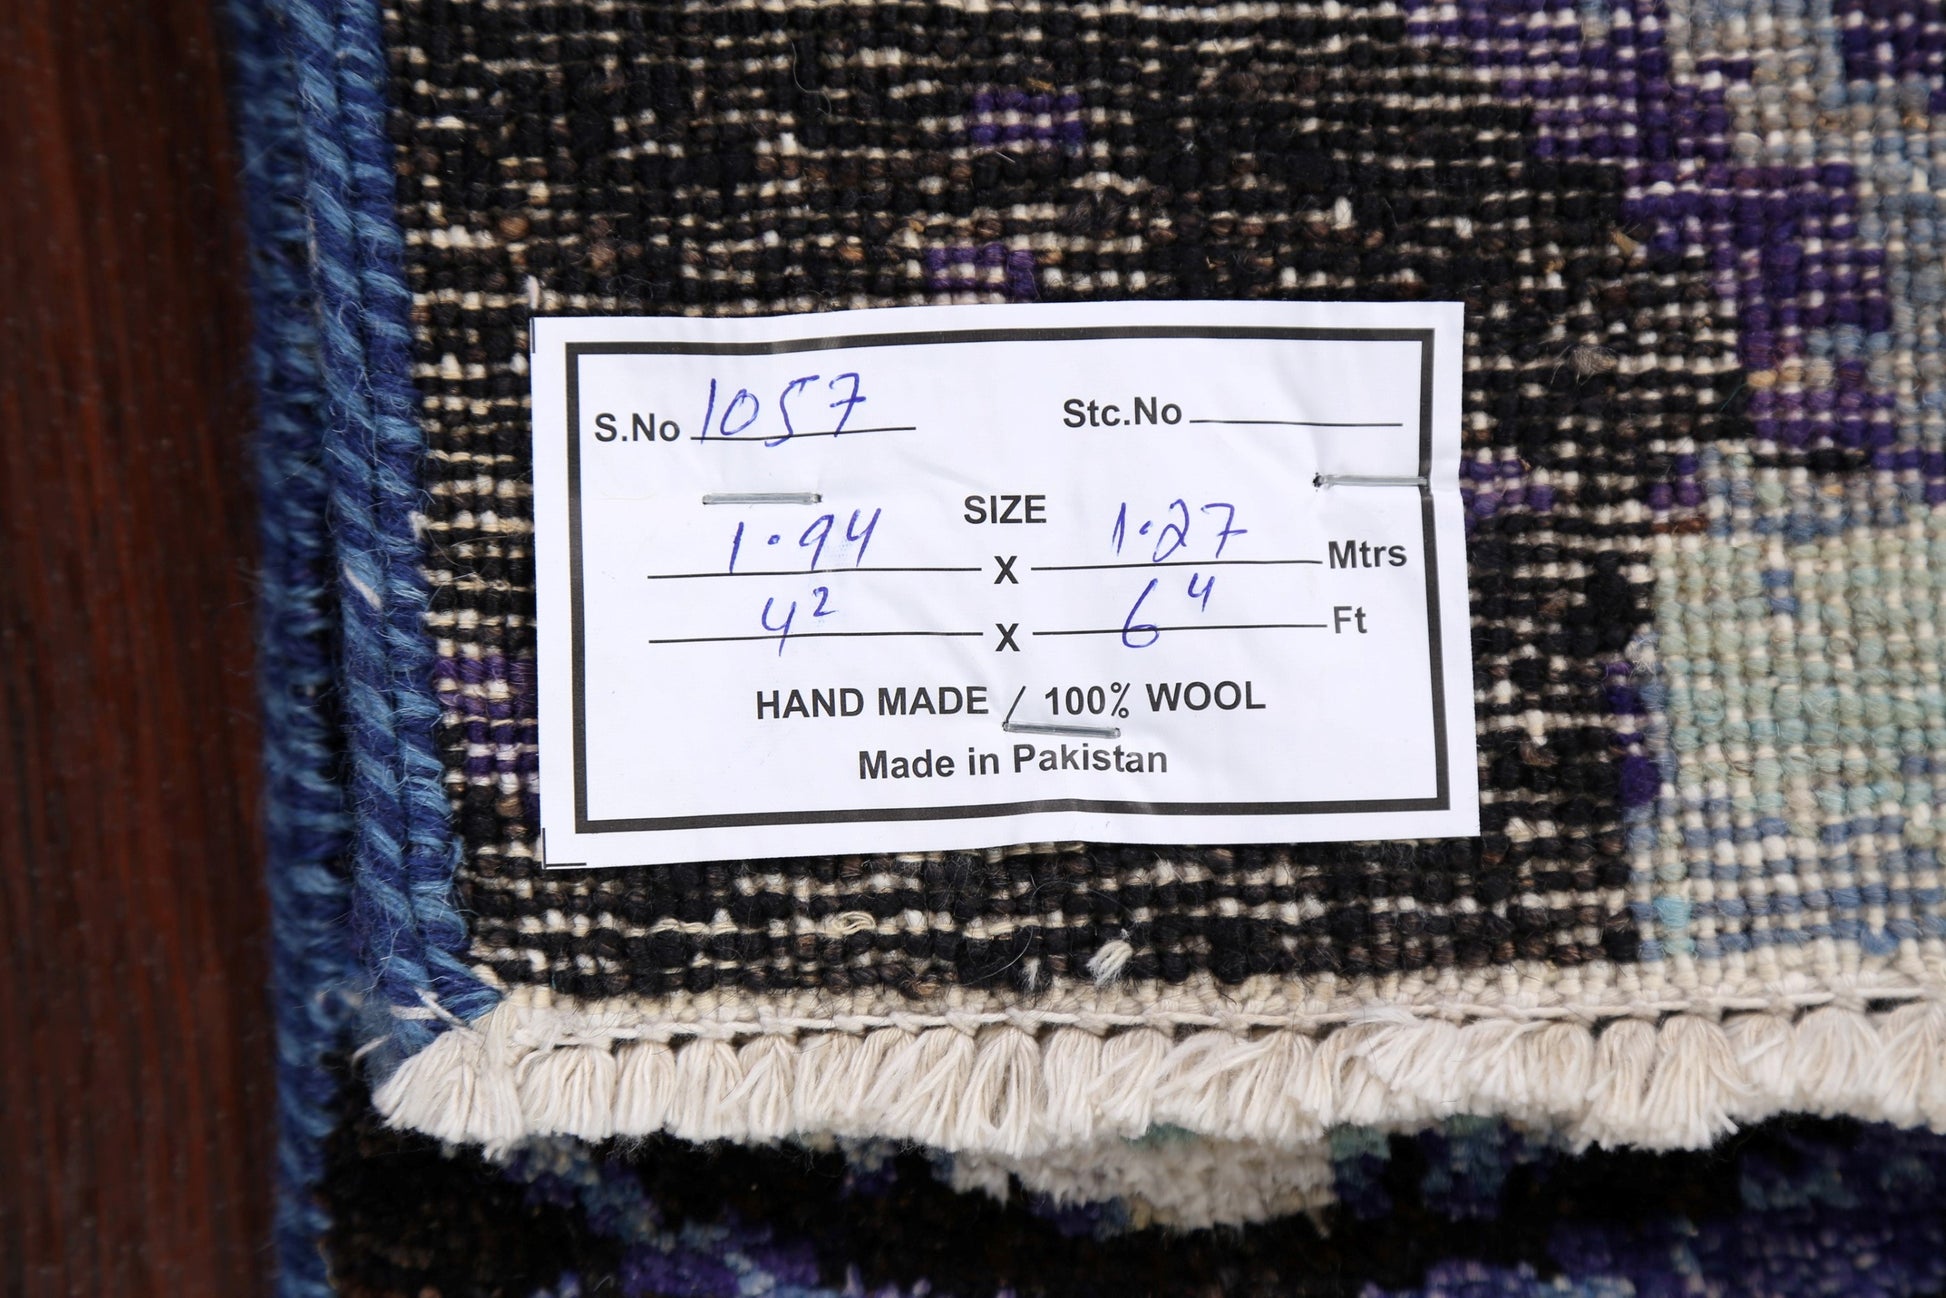 S.No 1057 Stc.No
SIZE
1.94 X 1.27 Mtrs
4² X 6⁴ Ft
HAND MADE / 100% WOOL
Made in Pakistan